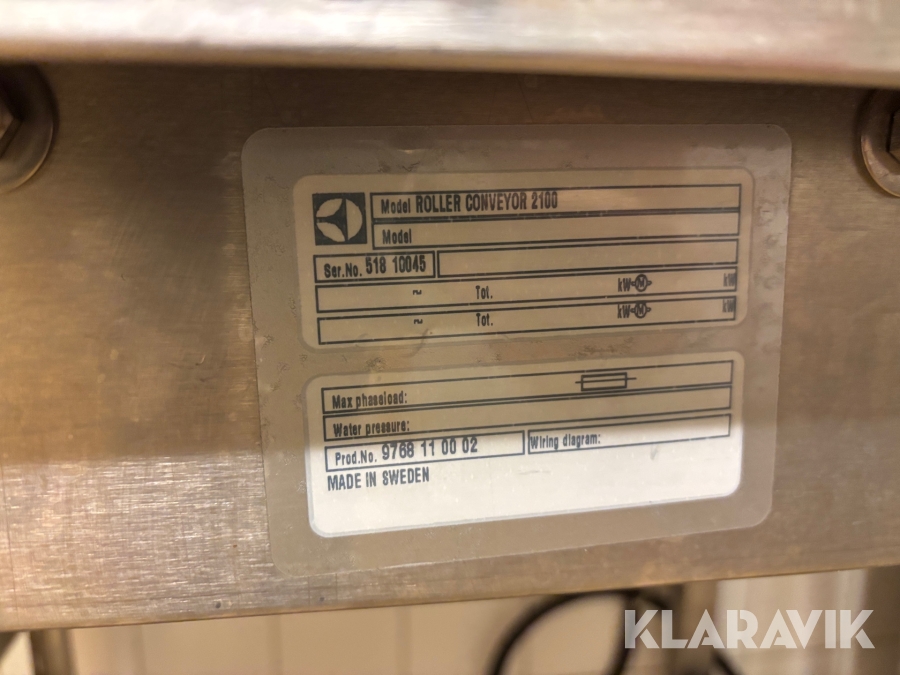 Model ROLLER CONVEYOR 2100
Model
Ser.No. 518 10045
~ Tot. kW M kW
~ Tot. kW M kW
Max phaseload:
Water pressure:
Prod.No. 9768 11 00 02 Wiring diagram:
MADE IN SWEDEN
KLARAVIK